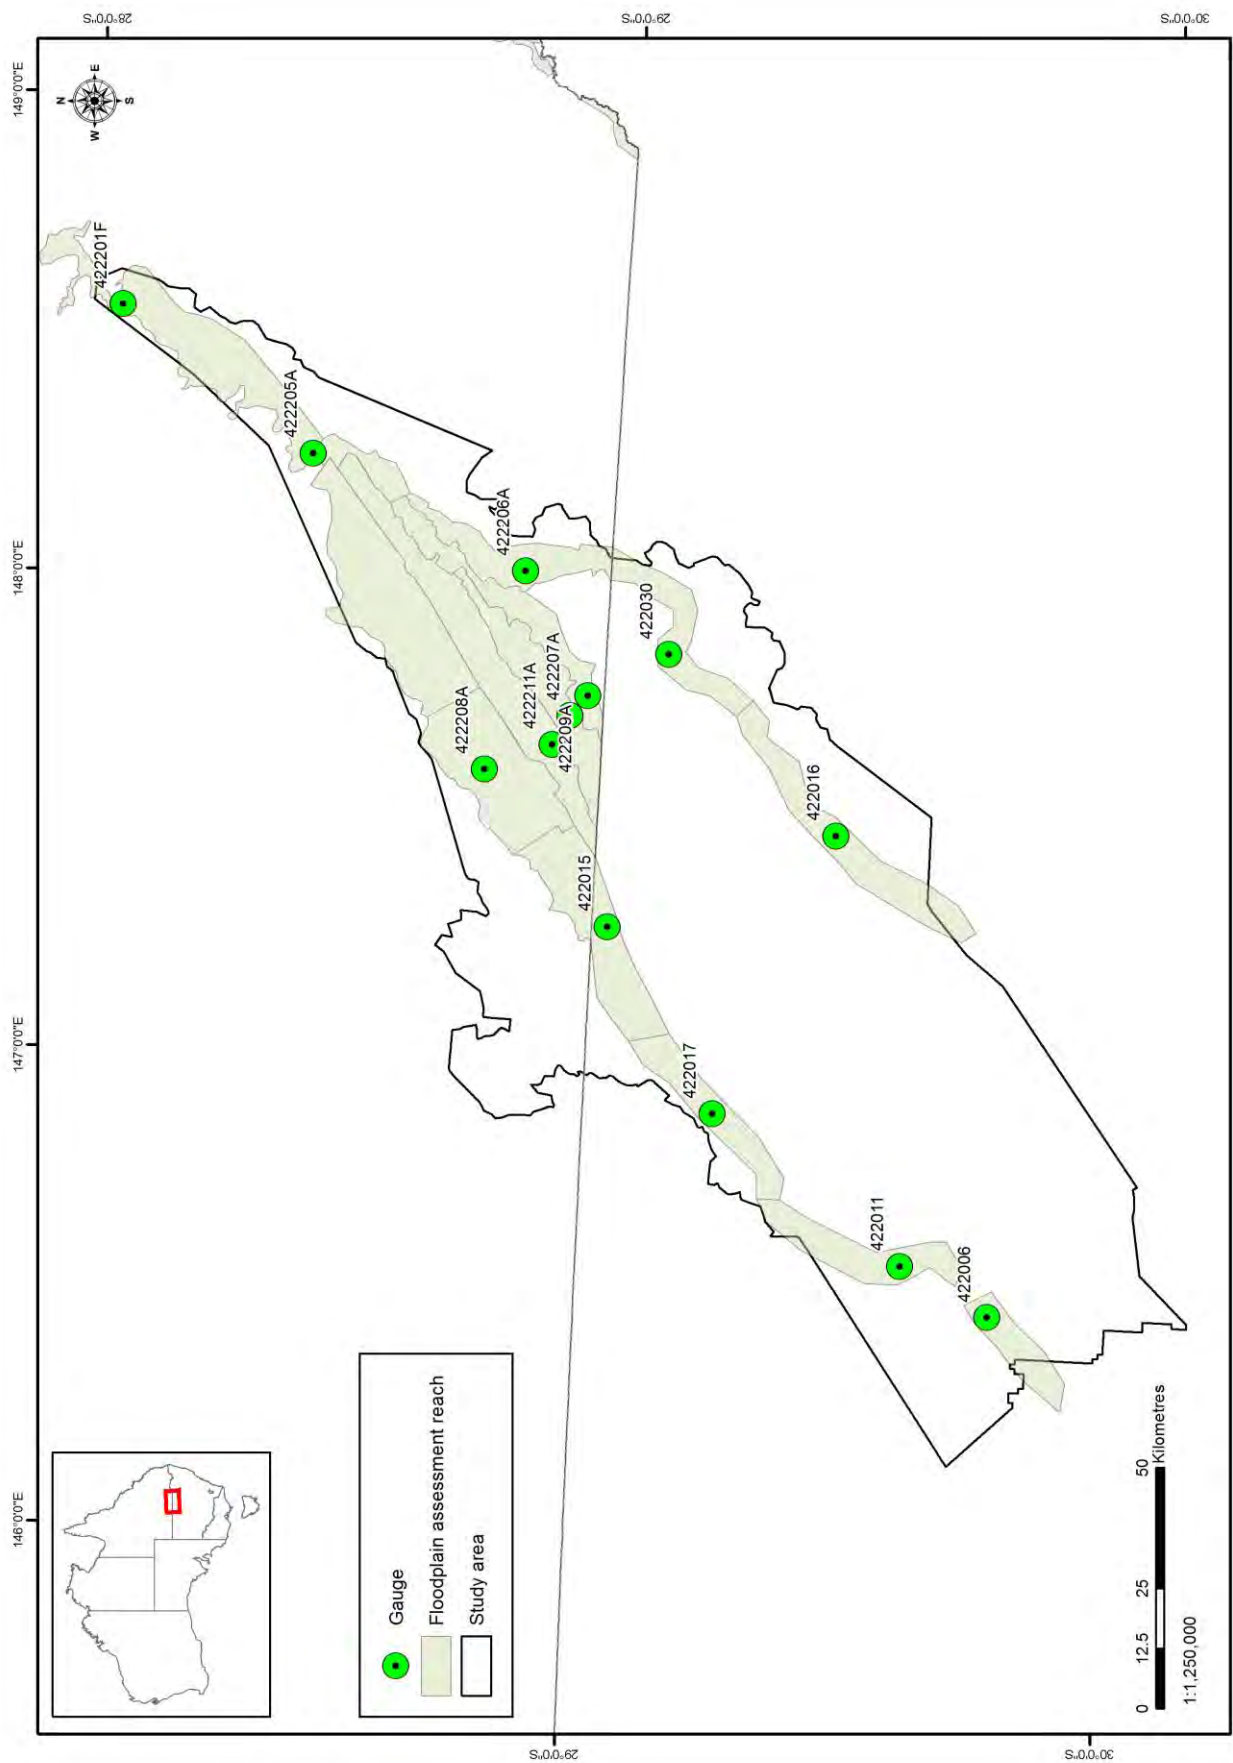 146°0'0"E
147°0'0"E
148°0'0"E
149°0'0"E
28°0'0"S
29°0'0"S
30°0'0"S
29°0'0"S
30°0'0"S
N
W
E
S
422201F
422205A
422206A
422208A
422211A
422207A
422209A
422030
422015
422016
422017
422011
422006
Gauge
Floodplain assessment reach
Study area
0 12.5 25 50
Kilometres
1:1,250,000